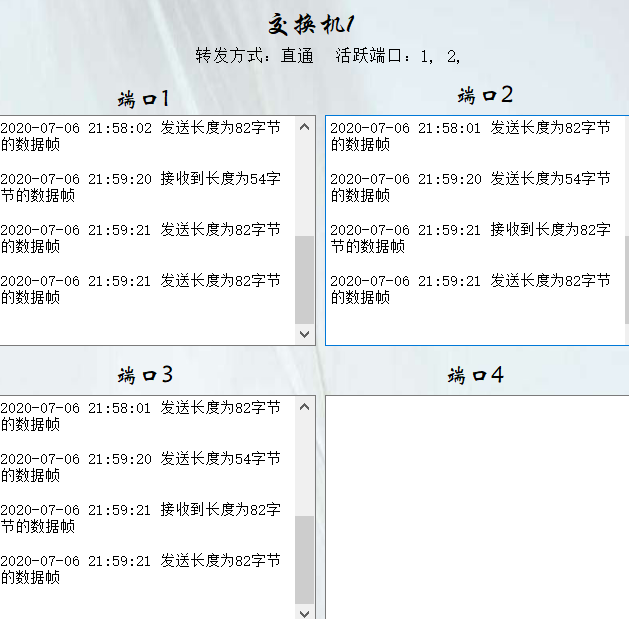 交换机1
转发方式：直通 活跃端口：1, 2,
端口1
2020-07-06 21:58:02 发送长度为82字节
的数据帧
2020-07-06 21:59:20 接收到长度为54字
节的数据帧
2020-07-06 21:59:21 发送长度为82字节
的数据帧
2020-07-06 21:59:21 发送长度为82字节
的数据帧
端口2
2020-07-06 21:58:01 发送长度为82字节
的数据帧
2020-07-06 21:59:20 发送长度为54字节
的数据帧
2020-07-06 21:59:21 接收到长度为82字
节的数据帧
2020-07-06 21:59:21 发送长度为82字节
的数据帧
端口3
2020-07-06 21:58:01 发送长度为82字节
的数据帧
2020-07-06 21:59:20 发送长度为54字节
的数据帧
2020-07-06 21:59:21 接收到长度为82字
节的数据帧
2020-07-06 21:59:21 发送长度为82字节
的数据帧
端口4